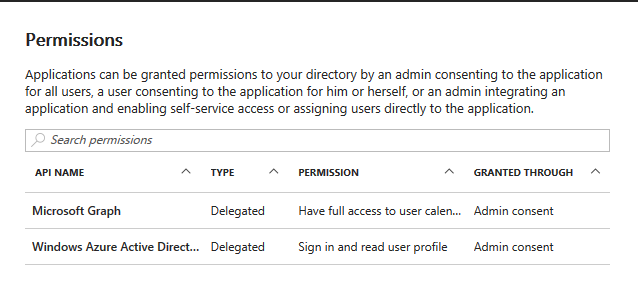 Permissions
Applications can be granted permissions to your directory by an admin consenting to the application
for all users, a user consenting to the application for him or herself, or an admin integrating an
application and enabling self-service access or assigning users directly to the application.
Search permissions
API NAME TYPE PERMISSION GRANTED THROUGH
Microsoft Graph Delegated Have full access to user calen... Admin consent
Windows Azure Active Direct... Delegated Sign in and read user profile Admin consent